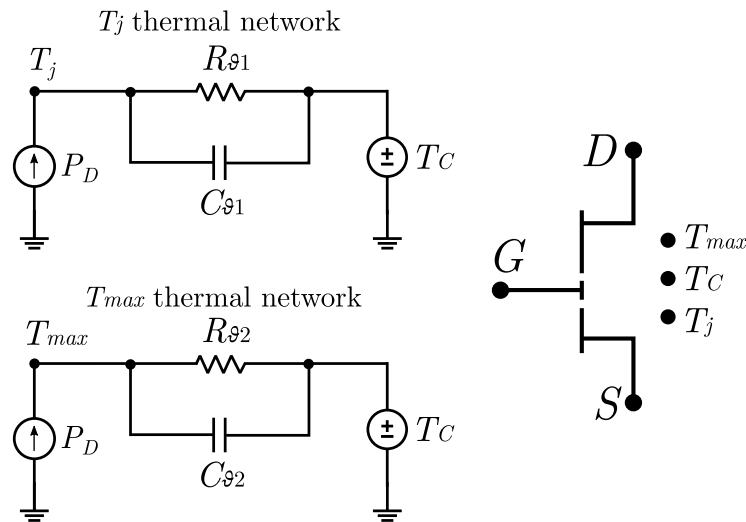 Tj thermal network
Tj
Rϑ1
PD
TC
Cϑ1
Tmax thermal network
Tmax
Rϑ2
PD
TC
Cϑ2
D
G
S
Tmax
TC
Tj